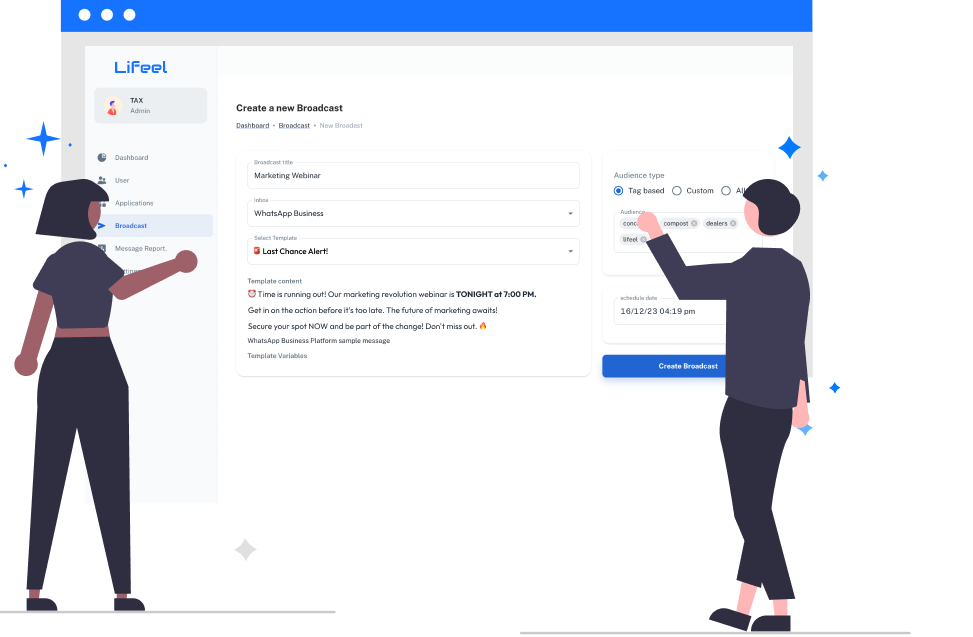 Lifeel
TAX
Admin
Dashboard
User
Applications
Broadcast
Message Report.
Create a new Broadcast
Dashboard • Broadcast • New Broadast
Broadcast title
Marketing Webinar
Inbox
WhatsApp Business
Select Template
🚨 Last Chance Alert!
Template content
⏰ Time is running out! Our marketing revolution webinar is TONIGHT at 7:00 PM.
Get in on the action before it's too late. The future of marketing awaits!
Secure your spot NOW and be part of the change! Don't miss out. 🔥
WhatsApp Business Platform sample message
Template Variables
Audience type
Tag based Custom All
Audience
compost dealers
lifeel
schedule date
16/12/23 04:19 pm
Create Broadcast